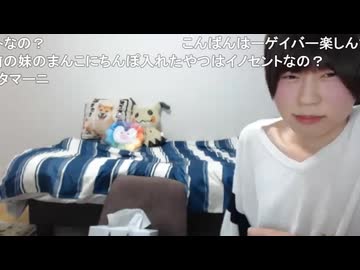 なの？ こんばんはーゲイバー楽しん
の妹のまんこにちんぽ入れたやつはイノセントなの？
タマーニ